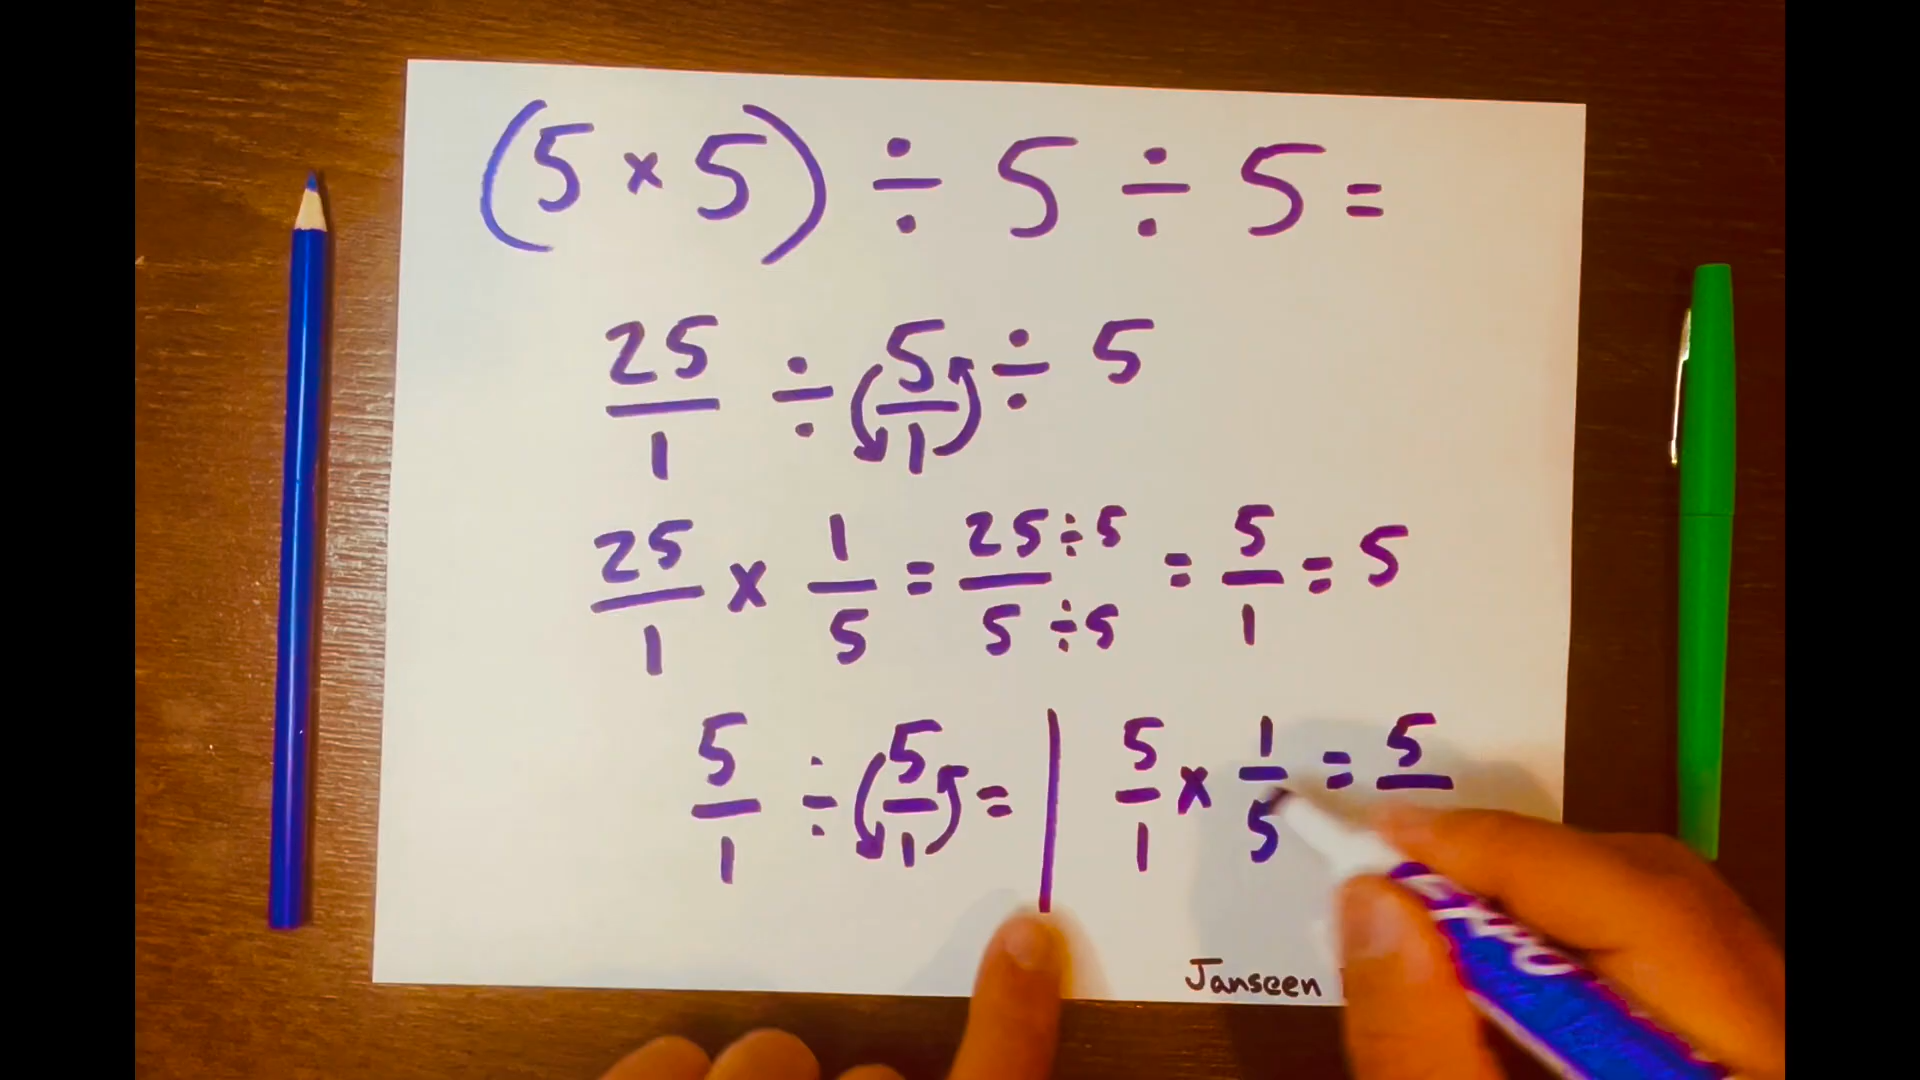 (5 × 5) ÷ 5 ÷ 5 =
25/1 ÷ 5/1 ÷ 5
25/1 × 1/5 = 25÷5/5÷5 = 5/1 = 5
5/1 ÷ 5/1 = | 5/1 × 1/5 = 5/
Janseen
EXPO